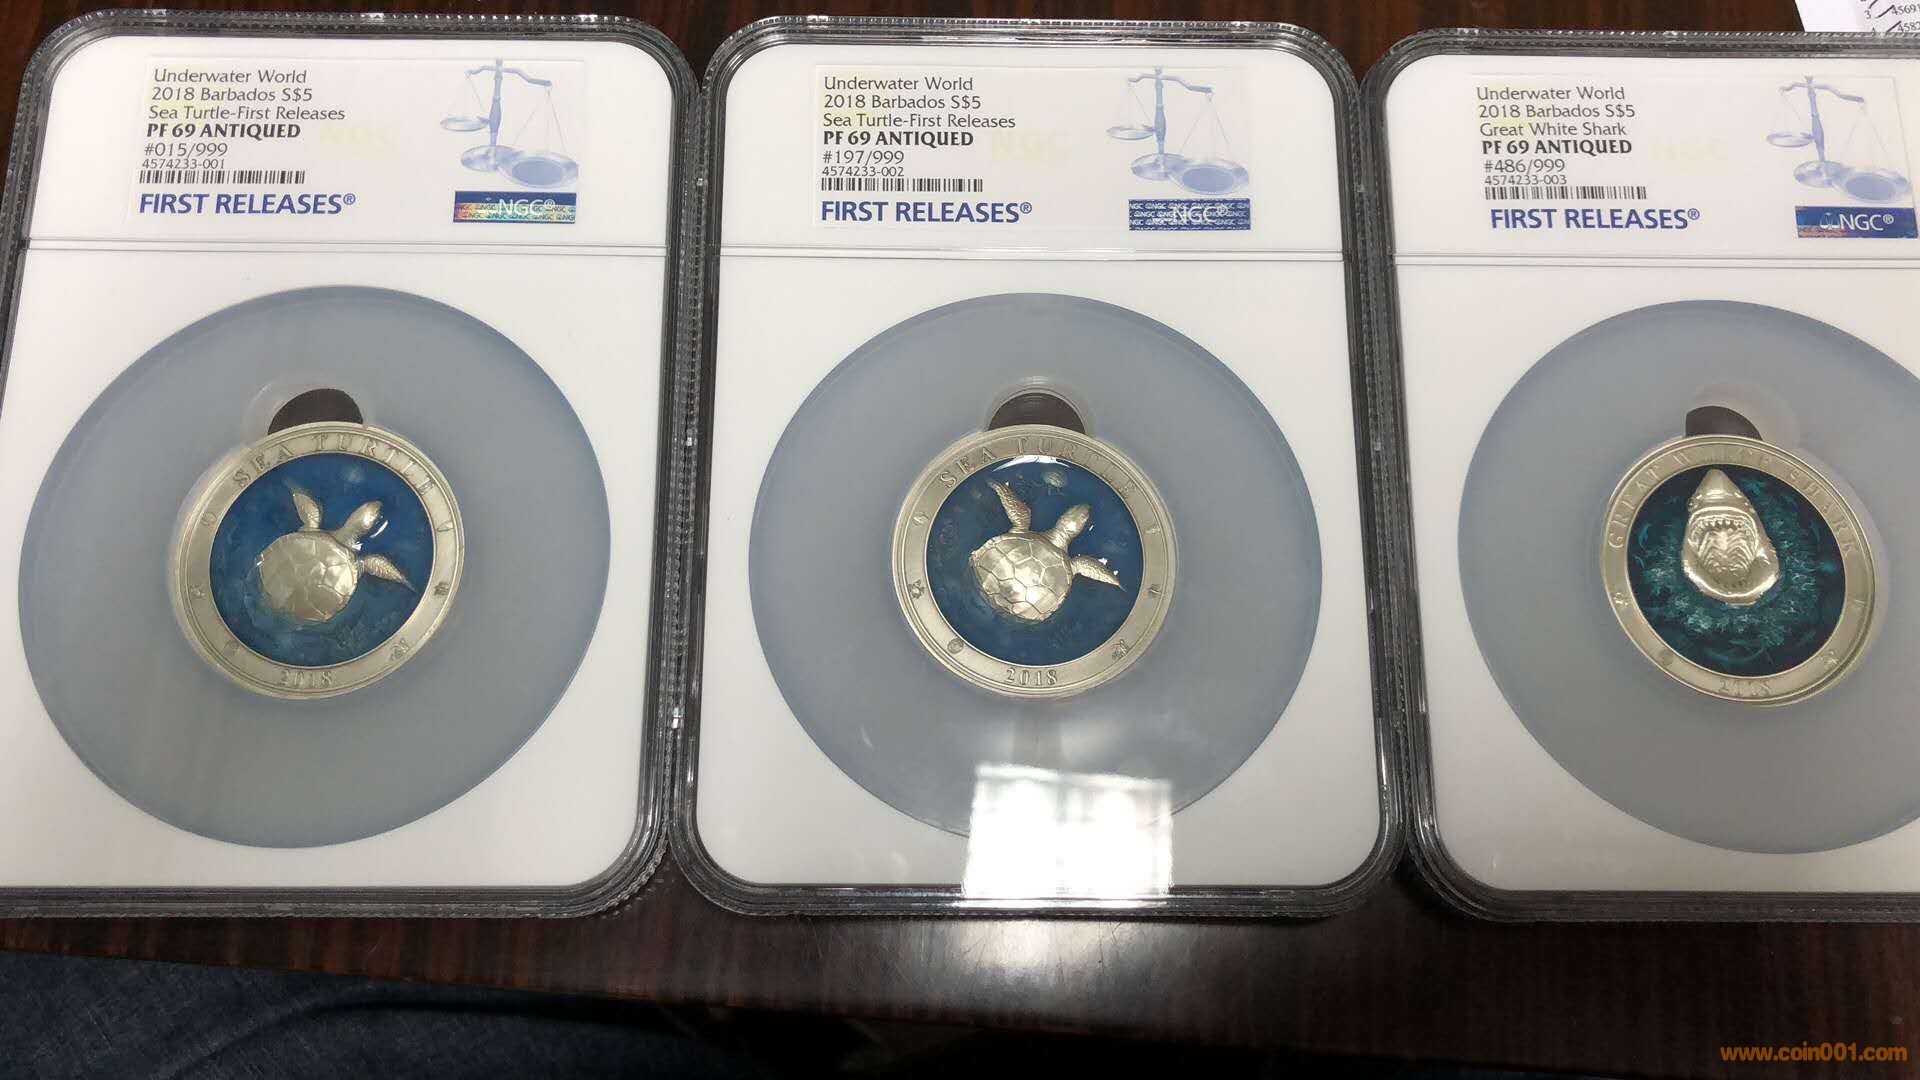 Underwater World
2018 Barbados S$5
Sea Turtle-First Releases
PF 69 ANTIQUED
#015/999
4574233-001
FIRST RELEASES®
NGC®
SEA TURTLE
2018
Underwater World
2018 Barbados S$5
Sea Turtle-First Releases
PF 69 ANTIQUED
#197/999
4574233-002
FIRST RELEASES®
NGC®
SEA TURTLE
2018
Underwater World
2018 Barbados S$5
Great White Shark
PF 69 ANTIQUED
#486/999
4574233-003
FIRST RELEASES®
NGC®
GREAT WHITE SHARK
2018
www.coin001.com